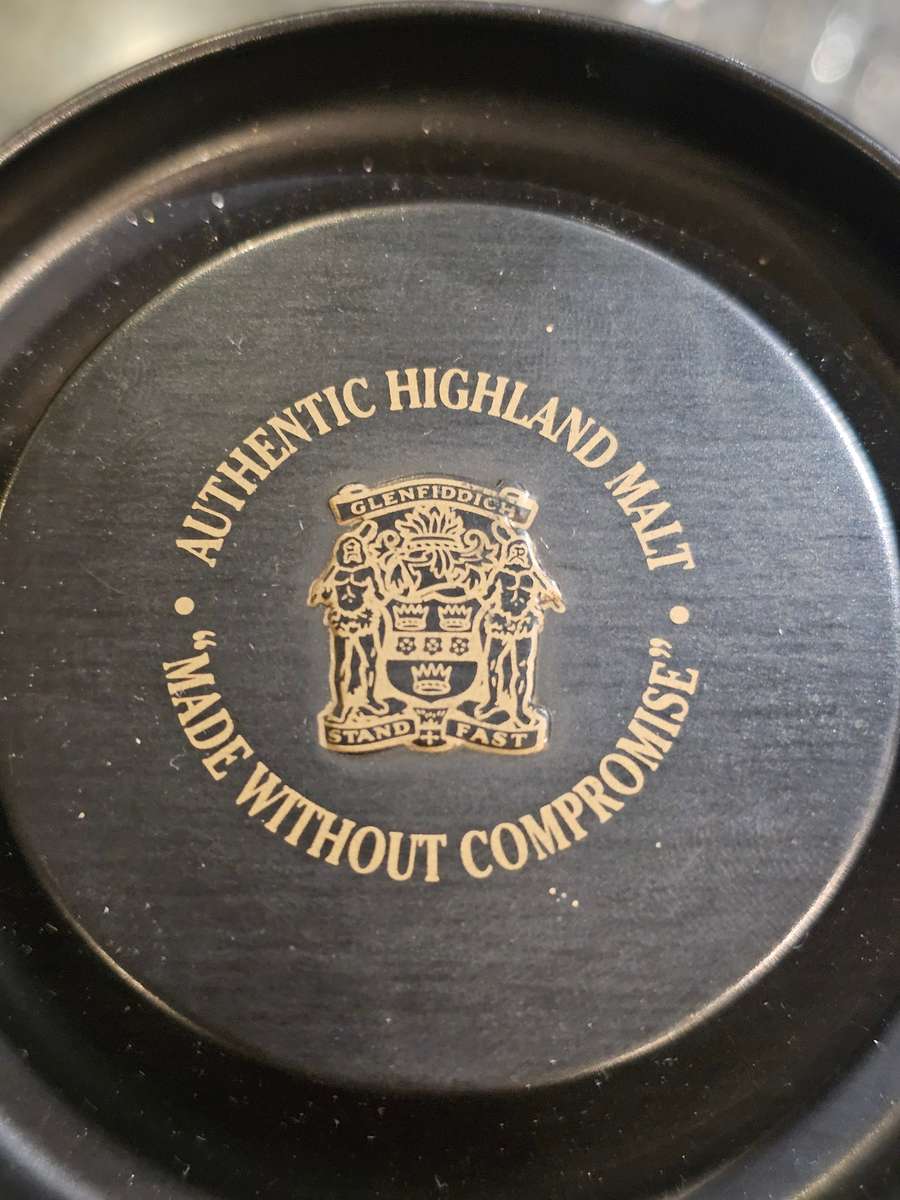 AUTHENTIC HIGHLAND MALT
GLENFIDDICH
STAND FAST
"MADE WITHOUT COMPROMISE"